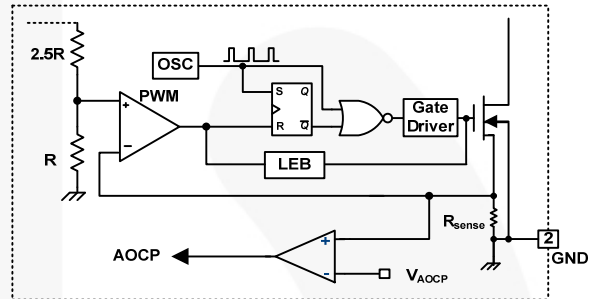 2.5R
OSC
PWM
+
−
S Q
R Q̅
Gate
Driver
R
LEB
Rsense
2
GND
AOCP
+
-
VAOCP